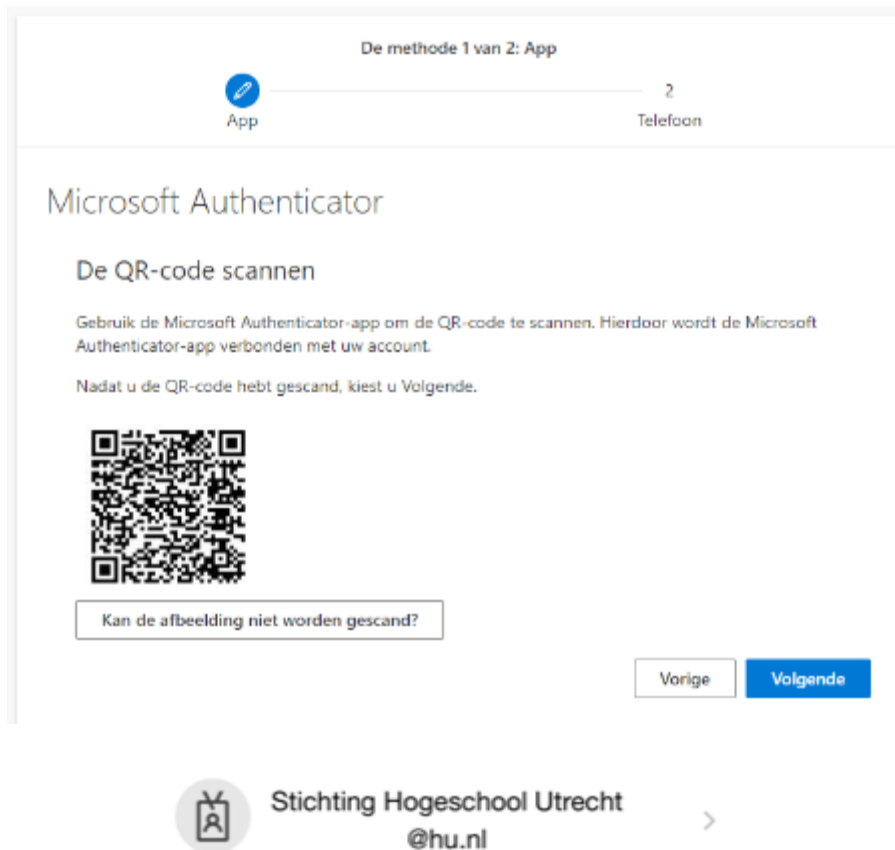 De methode 1 van 2: App
2
App
Telefoon
Microsoft Authenticator
De QR-code scannen
Gebruik de Microsoft Authenticator-app om de QR-code te scannen. Hierdoor wordt de Microsoft
Authenticator-app verbonden met uw account.
Nadat u de QR-code hebt gescand, kiest u Volgende.
Kan de afbeelding niet worden gescand?
Vorige
Volgende
Stichting Hogeschool Utrecht
@hu.nl